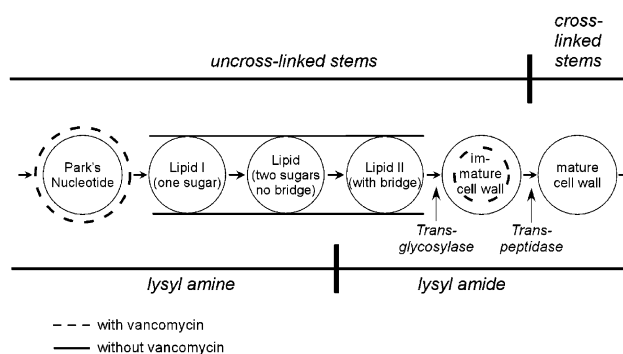 cross-
linked
stems
uncross-linked stems
Park's
Nucleotide
Lipid I
(one sugar)
Lipid
(two sugars
no bridge)
Lipid II
(with bridge)
im-
mature
cell wall
mature
cell wall
Trans-
glycosylase
Trans-
peptidase
lysyl amine
lysyl amide
with vancomycin
without vancomycin